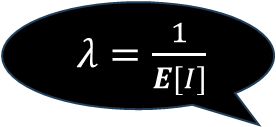 λ = 1/E[I]